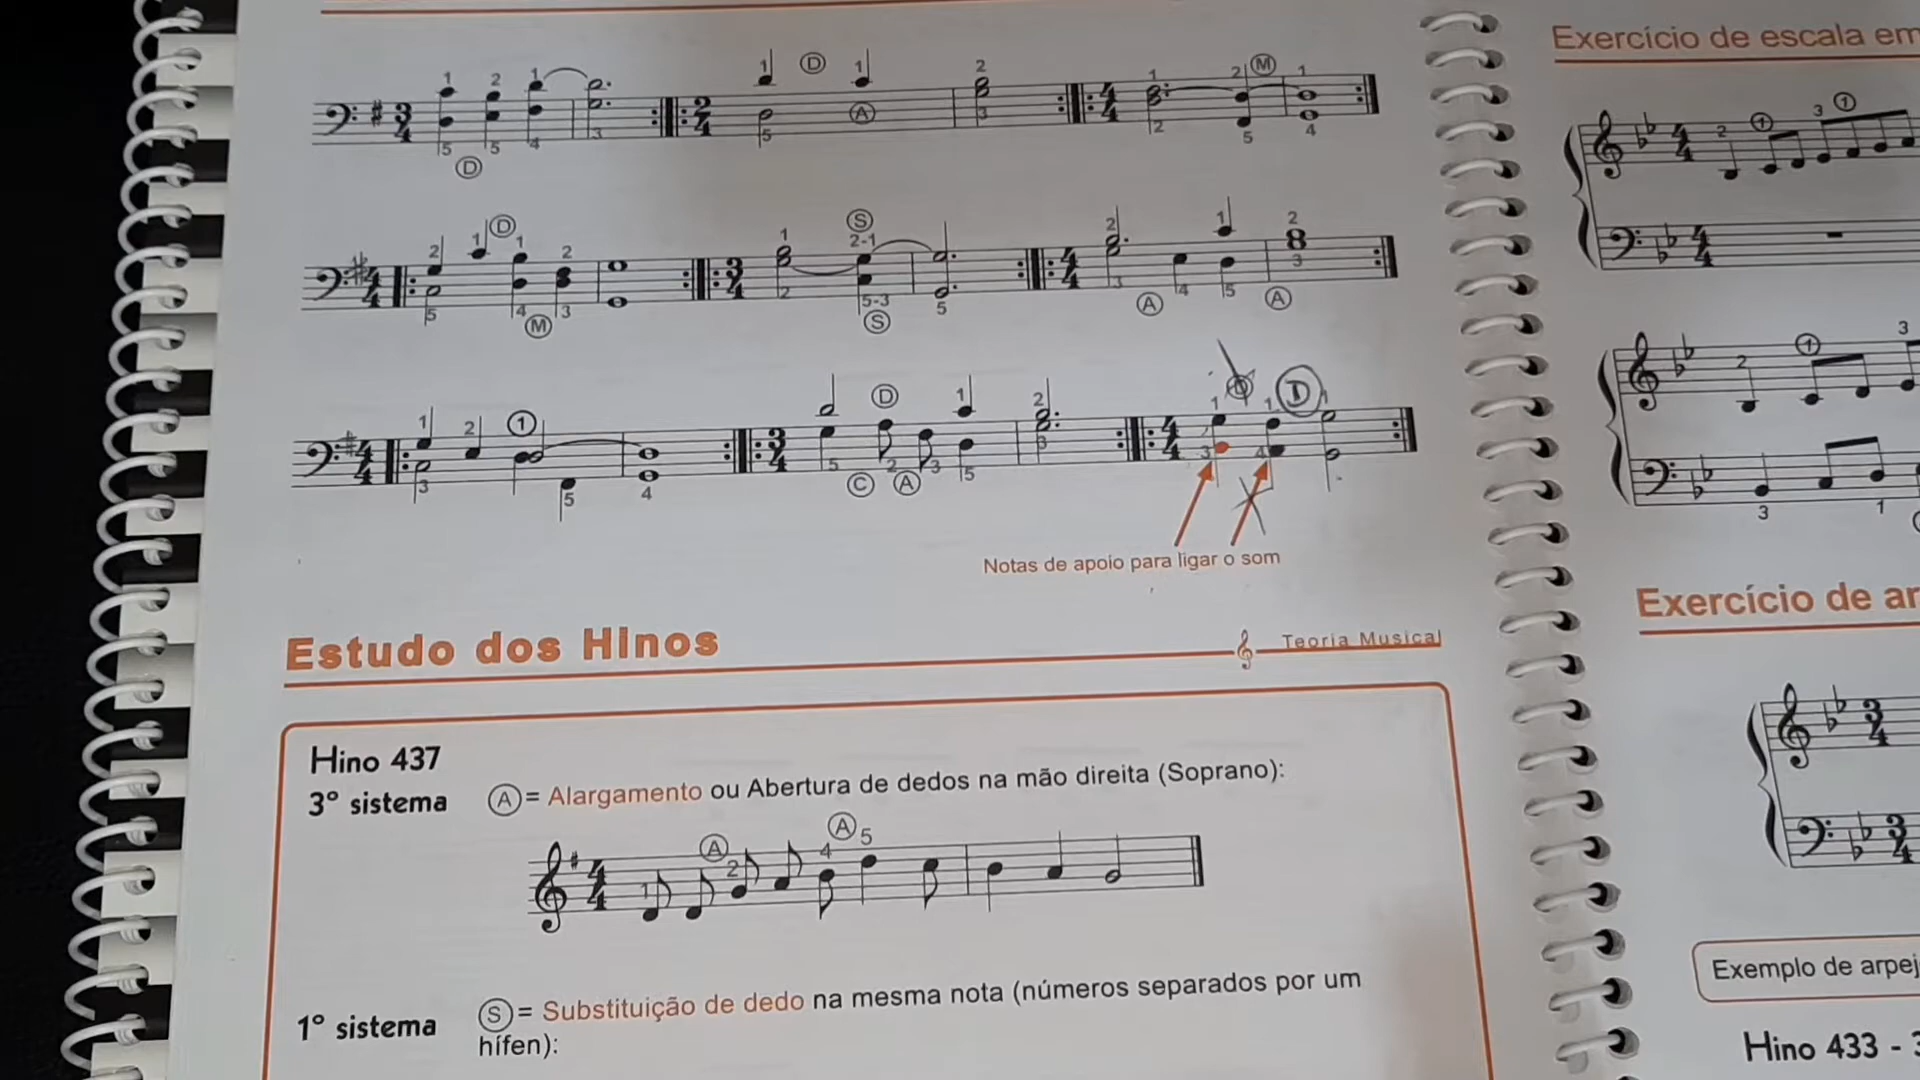 Notas de apoio para ligar o som
Estudo dos Hinos
Teoria Musical
Hino 437
3º sistema
A = Alargamento ou Abertura de dedos na mão direita (Soprano):
1º sistema
S = Substituição de dedo na mesma nota (números separados por um
hífen):
Exercício de escala em
Exercício de ar
Exemplo de arpej
Hino 433 - 3